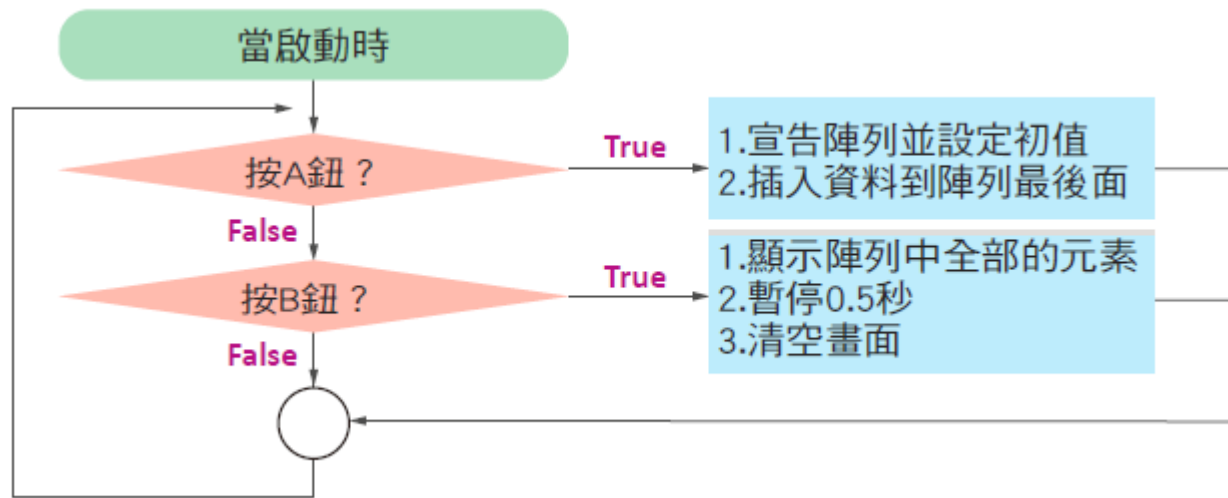 當啟動時
按A鈕？
True
1.宣告陣列並設定初值
2.插入資料到陣列最後面
False
按B鈕？
True
1.顯示陣列中全部的元素
2.暫停0.5秒
3.清空畫面
False